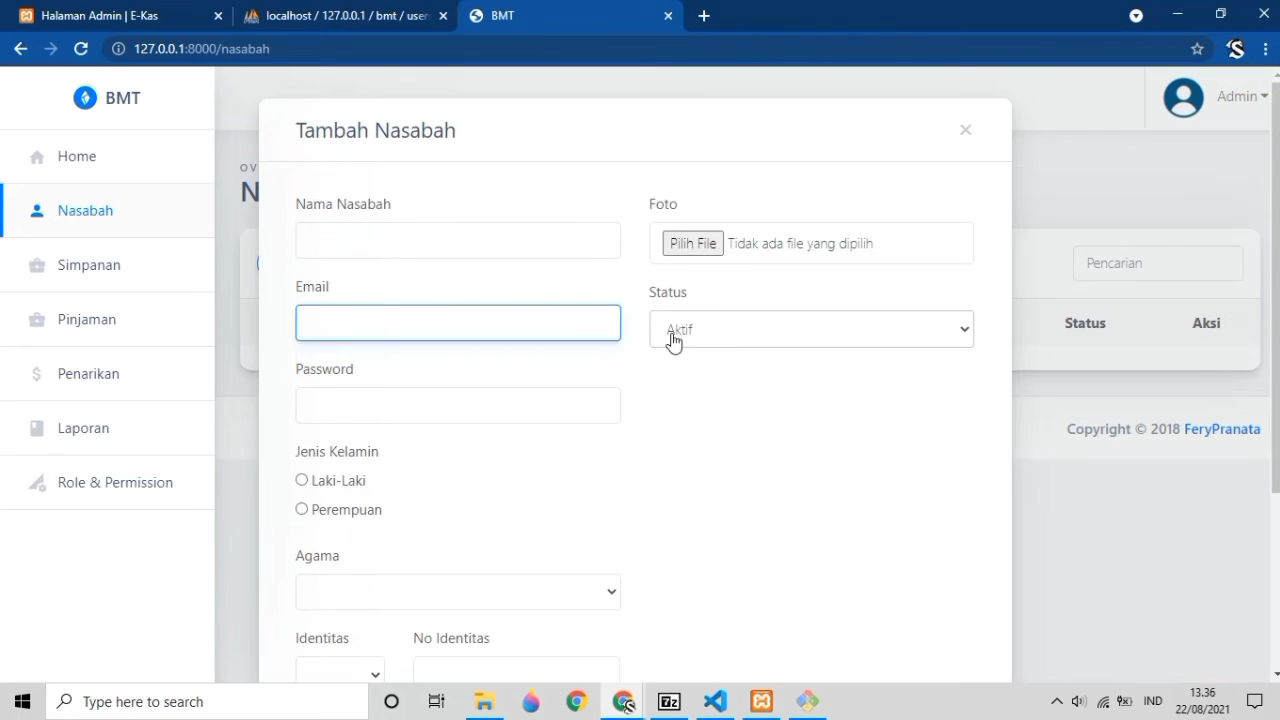 Halaman Admin | E-Kas
localhost / 127.0.0.1 / bmt / users
BMT
127.0.0.1:8000/nasabah
BMT
Admin
Home
Nasabah
Simpanan
Pinjaman
Penarikan
Laporan
Role & Permission
OV
N
Tambah Nasabah
Nama Nasabah
Email
Password
Jenis Kelamin
Laki-Laki
Perempuan
Agama
Identitas
No Identitas
Foto
Pilih File Tidak ada file yang dipilih
Status
Aktif
Pencarian
Status
Aksi
Copyright © 2018 FeryPranata
Type here to search
7z
IND
13.36
22/08/2021